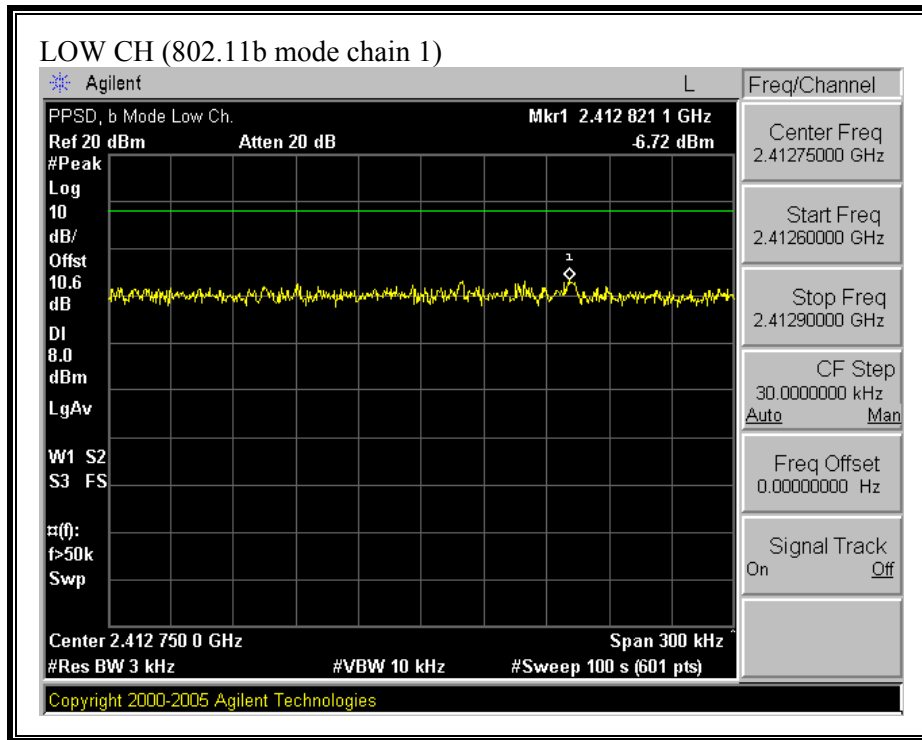 LOW CH (802.11b mode chain 1)
Agilent L Freq/Channel
PPSD, b Mode Low Ch. Mkr1 2.412 821 1 GHz
Ref 20 dBm Atten 20 dB -6.72 dBm
#Peak
Log
10
dB/
Offst
10.6
dB
DI
8.0
dBm
LgAv
W1 S2
S3 FS
¤(f):
f>50k
Swp
1
Center 2.412 750 0 GHz Span 300 kHz ^
#Res BW 3 kHz #VBW 10 kHz #Sweep 100 s (601 pts)
Copyright 2000-2005 Agilent Technologies
Center Freq
2.41275000 GHz
Start Freq
2.41260000 GHz
Stop Freq
2.41290000 GHz
CF Step
30.0000000 kHz
Auto Man
Freq Offset
0.00000000 Hz
Signal Track
On Off